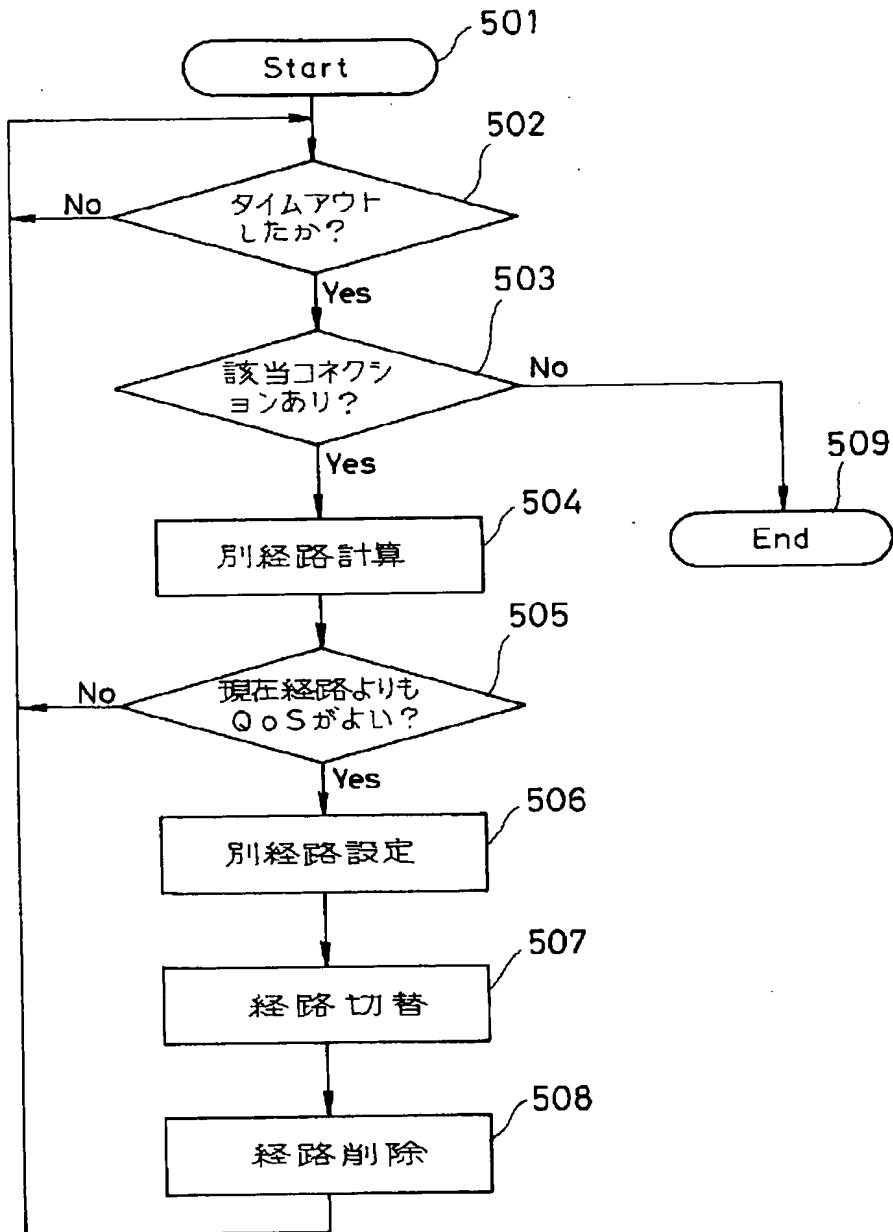 501
Start
502
No
タイムアウト
したか?
Yes
503
該当コネクシ
ョンあり?
No
Yes
509
End
504
別経路計算
505
No
現在経路よりも
QoSがよい?
Yes
506
別経路設定
507
経路切替
508
経路削除